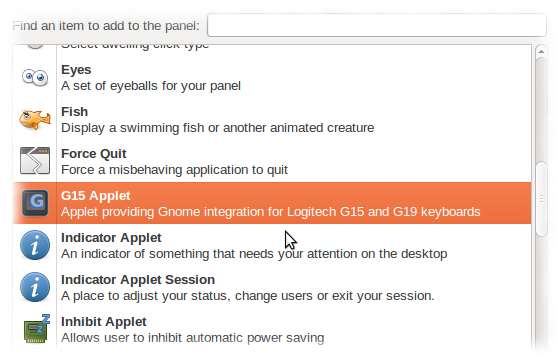 Find an item to add to the panel:
Select dwelling click type
Eyes
A set of eyeballs for your panel
Fish
Display a swimming fish or another animated creature
Force Quit
Force a misbehaving application to quit
G15 Applet
Applet providing Gnome integration for Logitech G15 and G19 keyboards
Indicator Applet
An indicator of something that needs your attention on the desktop
Indicator Applet Session
A place to adjust your status, change users or exit your session.
Inhibit Applet
Allows user to inhibit automatic power saving